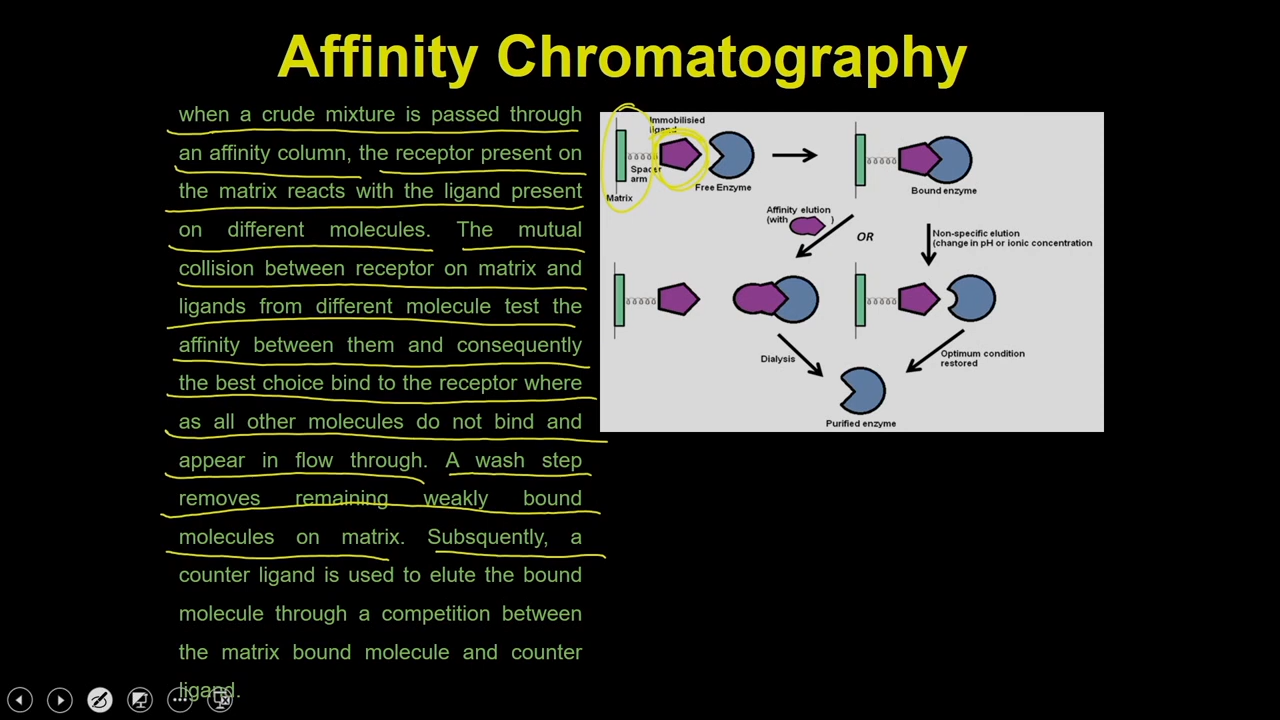 Affinity Chromatography
when a crude mixture is passed through
an affinity column, the receptor present on
the matrix reacts with the ligand present
on different molecules. The mutual
collision between receptor on matrix and
ligands from different molecule test the
affinity between them and consequently
the best choice bind to the receptor where
as all other molecules do not bind and
appear in flow through. A wash step
removes remaining weakly bound
molecules on matrix. Subsquently, a
counter ligand is used to elute the bound
molecule through a competition between
the matrix bound molecule and counter
ligand.
Immobilisied
ligand
Spacer
arm
Free Enzyme
Matrix
Bound enzyme
Affinity elution
(with )
OR
Non-specific elution
(change in pH or ionic concentration
Dialysis
Optimum condition
restored
Purified enzyme